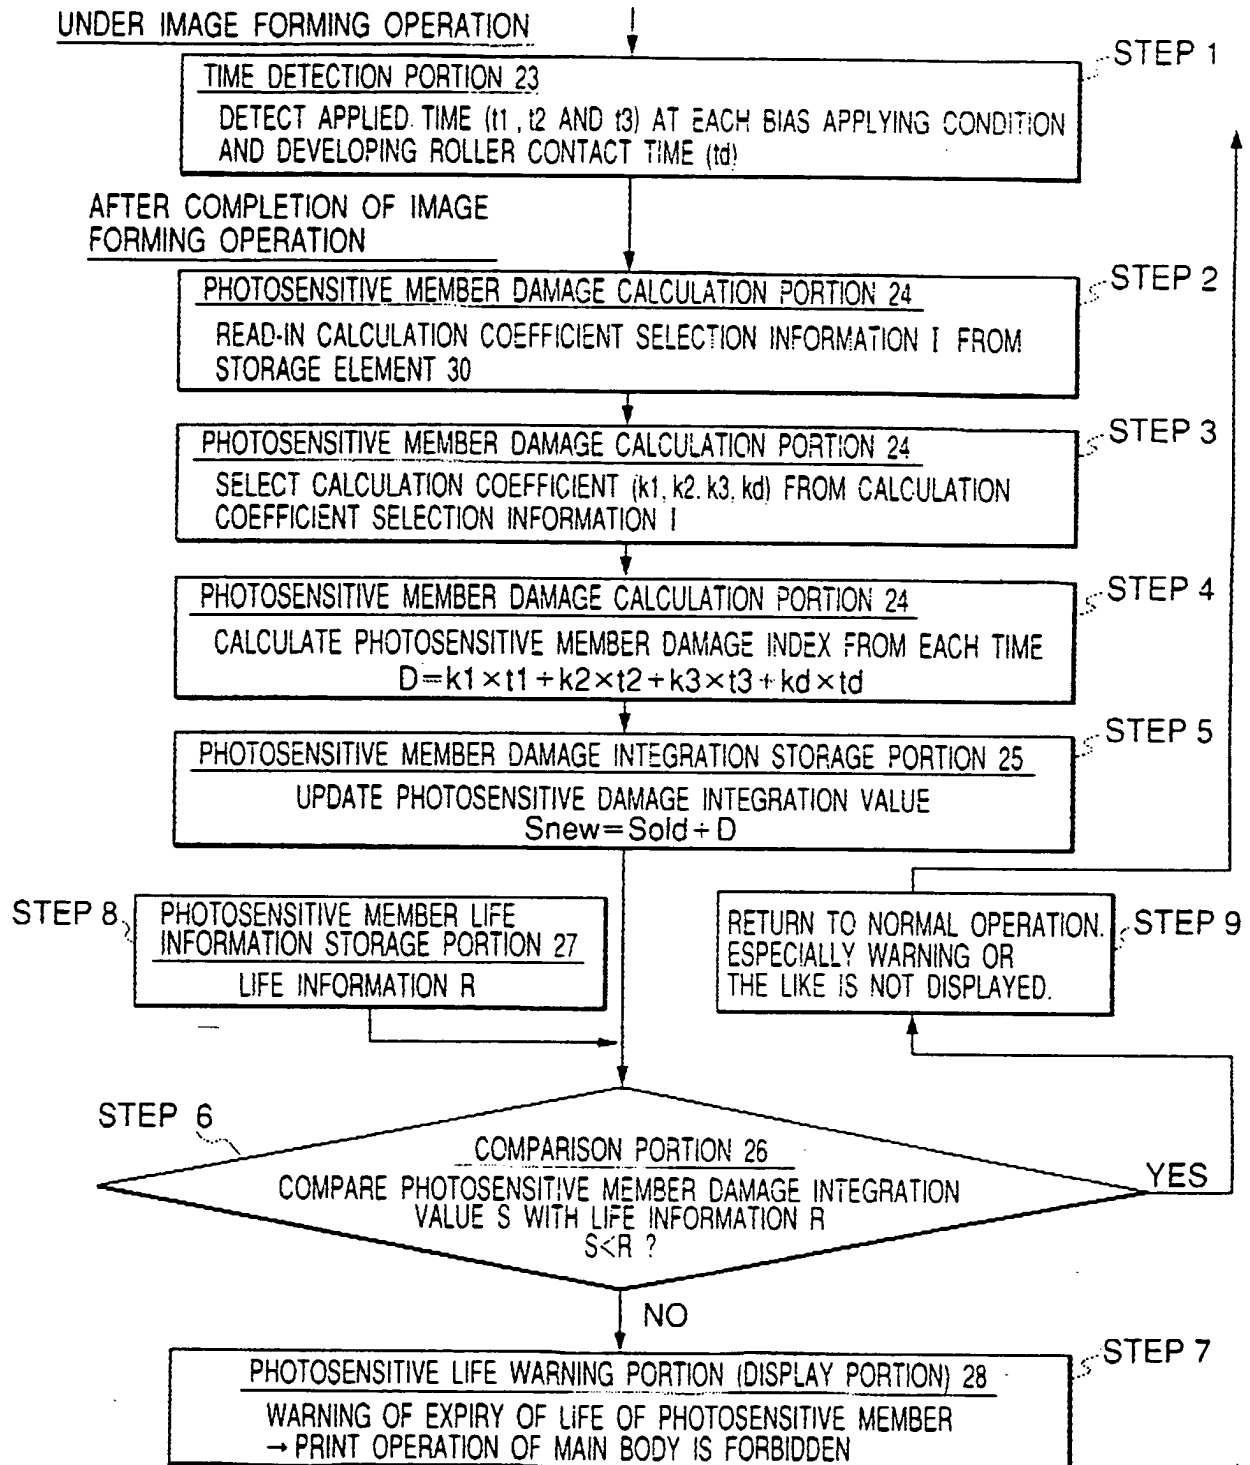 UNDER IMAGE FORMING OPERATION
STEP 1
TIME DETECTION PORTION 23
DETECT APPLIED TIME (t1, t2 AND t3) AT EACH BIAS APPLYING CONDITION
AND DEVELOPING ROLLER CONTACT TIME (td)
AFTER COMPLETION OF IMAGE
FORMING OPERATION
STEP 2
PHOTOSENSITIVE MEMBER DAMAGE CALCULATION PORTION 24
READ-IN CALCULATION COEFFICIENT SELECTION INFORMATION I FROM
STORAGE ELEMENT 30
STEP 3
PHOTOSENSITIVE MEMBER DAMAGE CALCULATION PORTION 24
SELECT CALCULATION COEFFICIENT (k1, k2, k3, kd) FROM CALCULATION
COEFFICIENT SELECTION INFORMATION I
STEP 4
PHOTOSENSITIVE MEMBER DAMAGE CALCULATION PORTION 24
CALCULATE PHOTOSENSITIVE MEMBER DAMAGE INDEX FROM EACH TIME
D=k1×t1+k2×t2+k3×t3+kd×td
STEP 5
PHOTOSENSITIVE MEMBER DAMAGE INTEGRATION STORAGE PORTION 25
UPDATE PHOTOSENSITIVE DAMAGE INTEGRATION VALUE
Snew=Sold+D
STEP 8
PHOTOSENSITIVE MEMBER LIFE
INFORMATION STORAGE PORTION 27
LIFE INFORMATION R
STEP 9
RETURN TO NORMAL OPERATION.
ESPECIALLY WARNING OR
THE LIKE IS NOT DISPLAYED.
STEP 6
COMPARISON PORTION 26
COMPARE PHOTOSENSITIVE MEMBER DAMAGE INTEGRATION
VALUE S WITH LIFE INFORMATION R
S<R ?
YES
NO
STEP 7
PHOTOSENSITIVE LIFE WARNING PORTION (DISPLAY PORTION) 28
WARNING OF EXPIRY OF LIFE OF PHOTOSENSITIVE MEMBER
→ PRINT OPERATION OF MAIN BODY IS FORBIDDEN